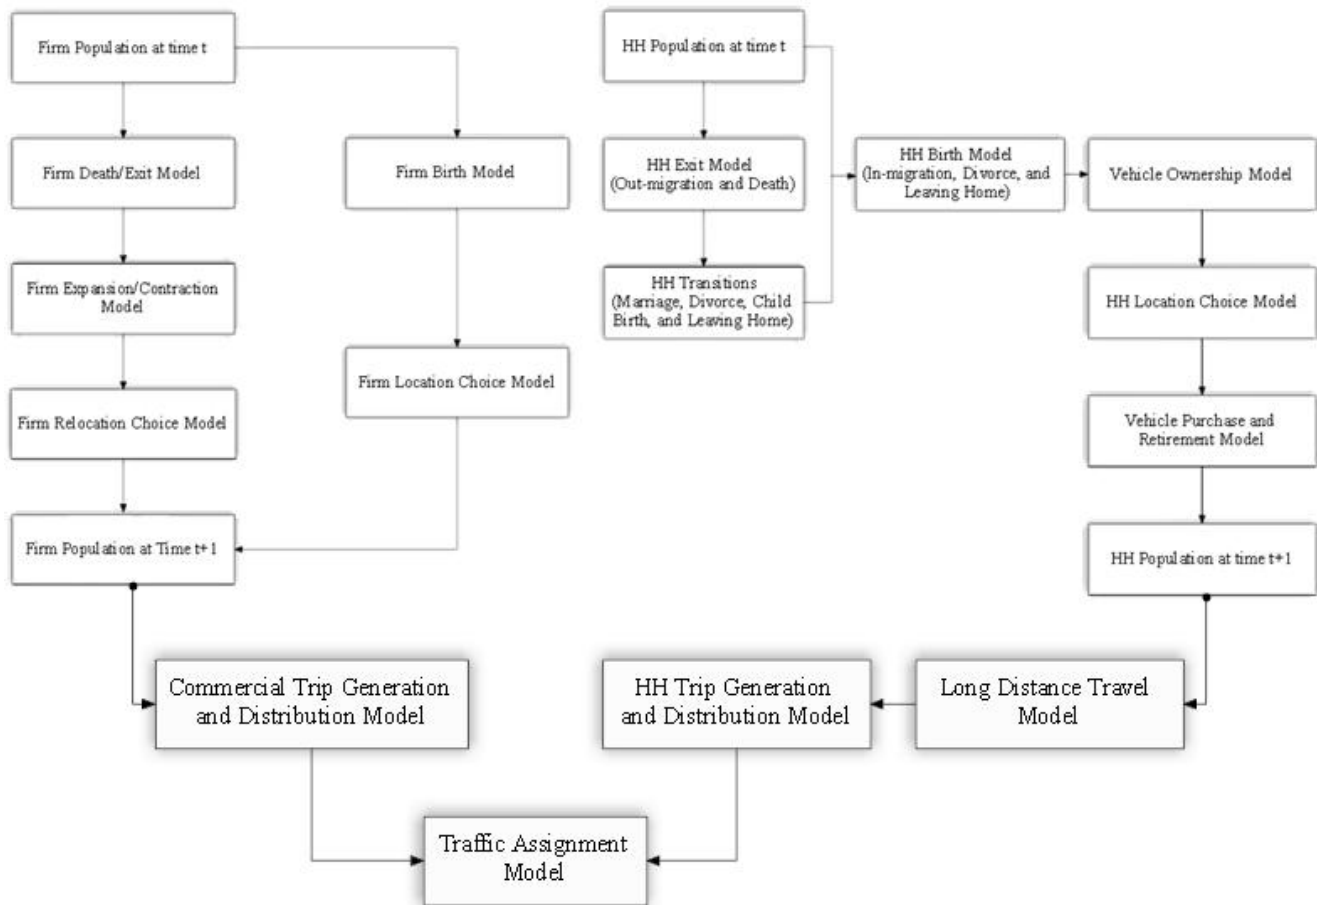 Firm Population at time t
HH Population at time t
Firm Death/Exit Model
Firm Birth Model
HH Exit Model
(Out-migration and Death)
HH Birth Model
(In-migration, Divorce, and
Leaving Home)
Vehicle Ownership Model
Firm Expansion/Contraction
Model
HH Transitions
(Marriage, Divorce, Child
Birth, and Leaving Home)
HH Location Choice Model
Firm Location Choice Model
Firm Relocation Choice Model
Vehicle Purchase and
Retirement Model
Firm Population at Time t+1
HH Population at time t+1
Commercial Trip Generation
and Distribution Model
HH Trip Generation
and Distribution Model
Long Distance Travel
Model
Traffic Assignment
Model